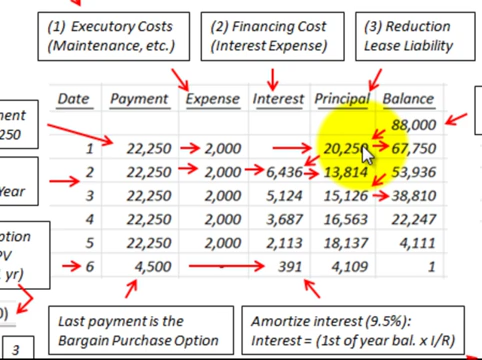 (1) Executory Costs
(Maintenance, etc.)
(2) Financing Cost
(Interest Expense)
(3) Reduction
Lease Liability
Date Payment Expense Interest Principal Balance
88,000
1 22,250 2,000 20,250 67,750
2 22,250 2,000 6,436 13,814 53,936
3 22,250 2,000 5,124 15,126 38,810
4 22,250 2,000 3,687 16,563 22,247
5 22,250 2,000 2,113 18,137 4,111
6 4,500 - 391 4,109 1
250
Year
PV
yr)
0)
3
Last payment is the
Bargain Purchase Option
Amortize interest (9.5%):
Interest = (1st of year bal. x I/R)